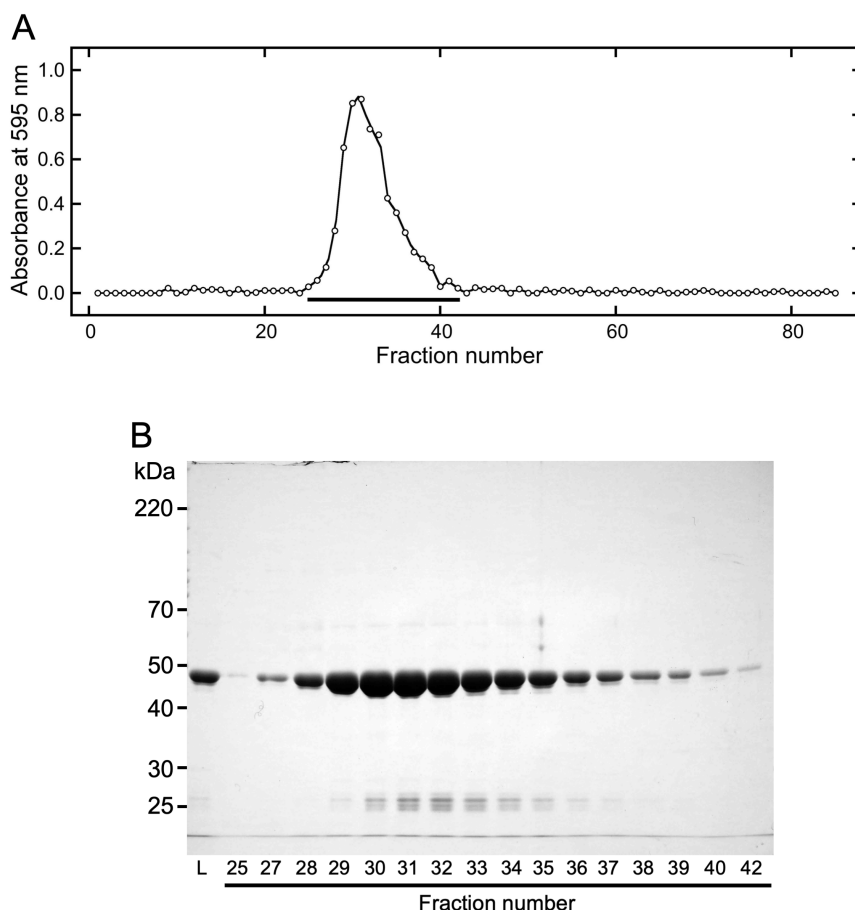 A
Absorbance at 595 nm
1.0
0.8
0.6
0.4
0.2
0.0
0 20 40 60 80
Fraction number
B
kDa
220
70
50
40
30
25
L 25 27 28 29 30 31 32 33 34 35 36 37 38 39 40 42
Fraction number